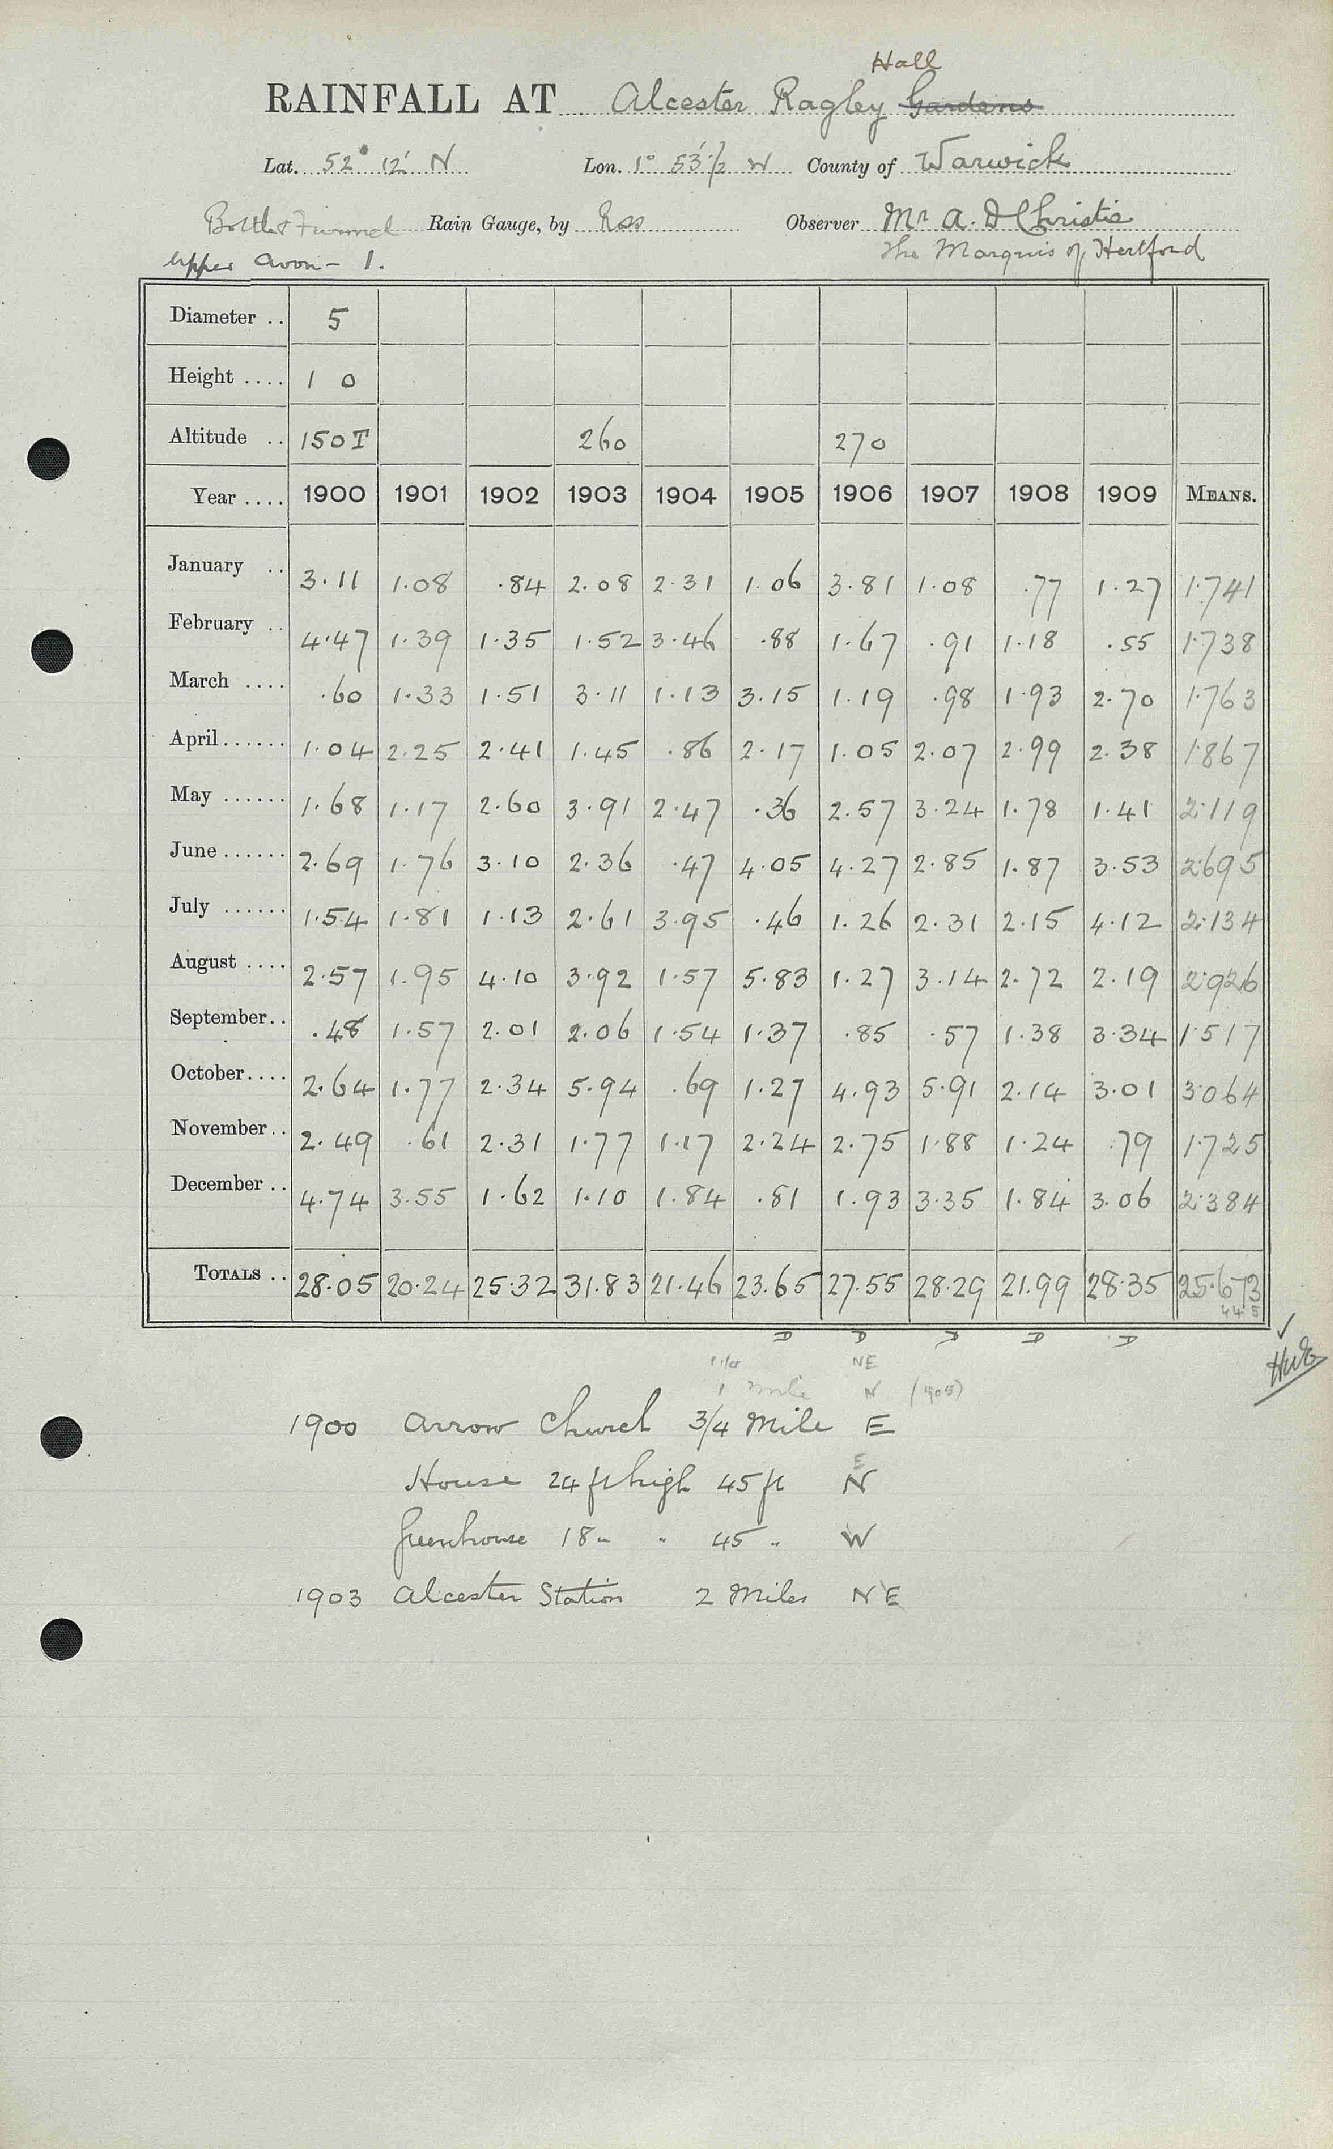 Hall
RAINFALL AT Alcester Ragley Gardens
Lat. 52° 12' N Lon. 1° 53'½ W County of Warwick
Bottle & Funnel Rain Gauge, by Ross Observer Mr A. D Christie
Upper Avon - 1. The Marquis of Hertford
Diameter .. 5
Height .... 1 0
Altitude .. 150 T 260 270
Year .... 1900 1901 1902 1903 1904 1905 1906 1907 1908 1909 MEANS.
January .. 3.11 1.08 .84 2.08 2.31 1.06 3.81 1.08 .77 1.27 1.741
February .. 4.47 1.39 1.35 1.52 3.46 .88 1.67 .91 1.18 .55 1.738
March .... .60 1.33 1.51 3.11 1.13 3.15 1.19 .98 1.93 2.70 1.763
April ...... 1.04 2.25 2.41 1.45 .86 2.17 1.05 2.07 2.99 2.38 1.867
May ...... 1.68 1.17 2.60 3.91 2.47 .36 2.57 3.24 1.78 1.41 2.119
June ...... 2.69 1.76 3.10 2.36 .47 4.05 4.27 2.85 1.87 3.53 2.695
July ...... 1.54 1.81 1.13 2.61 3.95 .46 1.26 2.31 2.15 4.12 2.134
August .... 2.57 1.95 4.10 3.92 1.57 5.83 1.27 3.14 2.72 2.19 2.926
September.. .48 1.57 2.01 2.06 1.54 1.37 .85 .57 1.38 3.34 1.517
October.... 2.64 1.77 2.34 5.94 .69 1.27 4.93 5.91 2.14 3.01 3.064
November.. 2.49 .61 2.31 1.77 1.17 2.24 2.75 1.88 1.24 .79 1.725
December .. 4.74 3.55 1.62 1.10 1.84 .81 1.93 3.35 1.84 3.06 2.384
TOTALS .. 28.05 20.24 25.32 31.83 21.46 23.65 27.55 28.29 21.99 28.35 25.673
445
D D D D D
NE
1 mile N (1905)
1900 Arrow Church 3/4 Mile E
E
House 24 ft high 45 ft N
Greenhouse 18 " " 45 " W
1903 Alcester Station 2 Miles NE